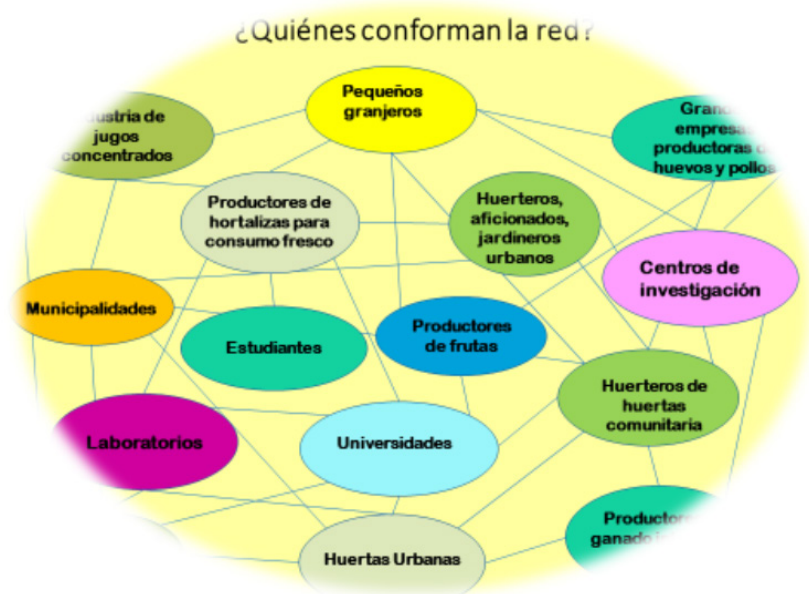 ¿Quiénes conforman la red?
Pequeños
granjeros
jugos
concentrados
empresas
productoras
huevos y pollos
Productores de
hortalizas para
consumo fresco
Huerteros,
aficionados,
jardineros
urbanos
Centros de
investigación
Municipalidades
Estudiantes
Productores
de frutas
Huerteros de
huertas
comunitaria
Laboratorios
Universidades
Huertas Urbanas
ganado